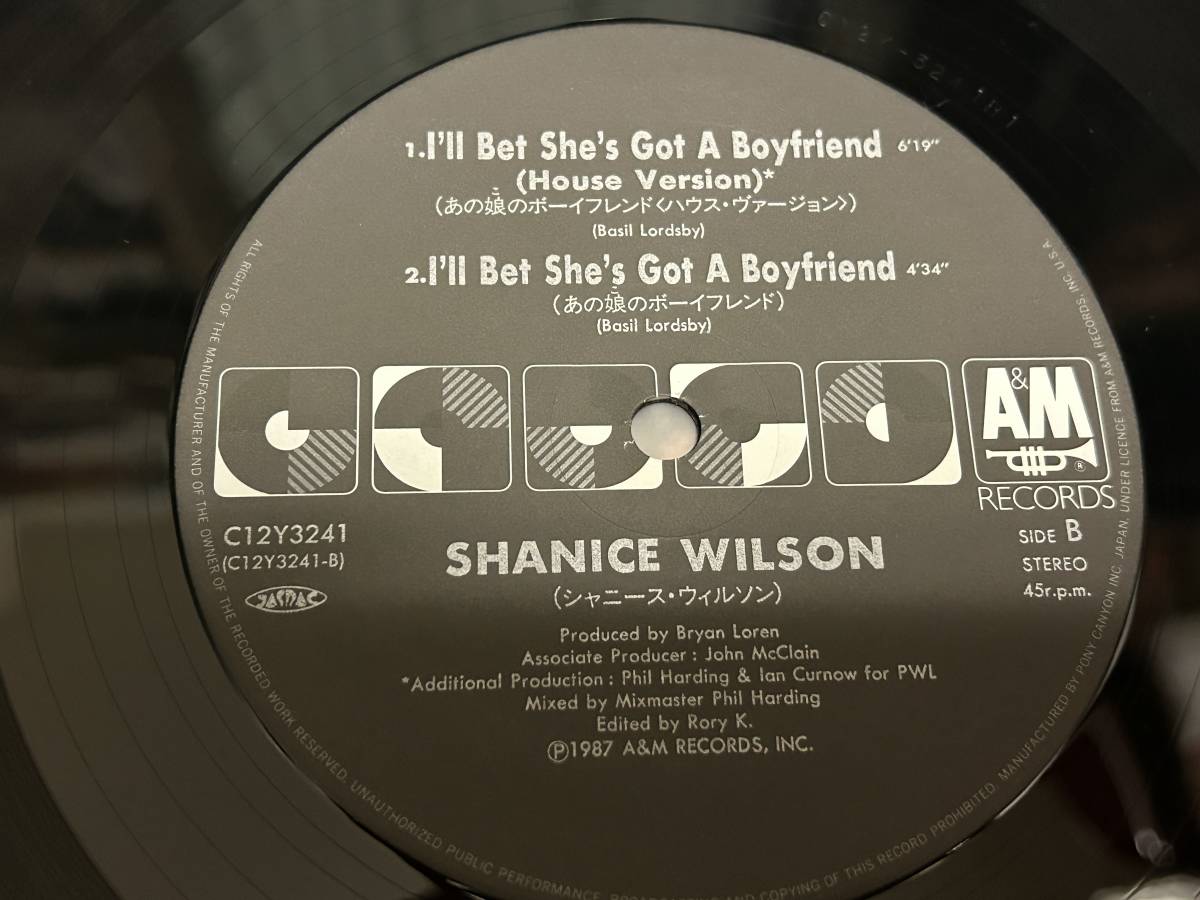 1.I'll Bet She's Got A Boyfriend 6'19"
(House Version)*
(あの娘のボーイフレンド〈ハウス・ヴァージョン〉)
こ
(Basil Lordsby)
2.I'll Bet She's Got A Boyfriend 4'34"
(あの娘のボーイフレンド)
こ
(Basil Lordsby)
A&M
®
RECORDS
C12Y3241
(C12Y3241-B)
JASRAC
SIDE B
STEREO
45r.p.m.
SHANICE WILSON
(シャニース・ウィルソン)
Produced by Bryan Loren
Associate Producer : John McClain
*Additional Production : Phil Harding & Ian Curnow for PWL
Mixed by Mixmaster Phil Harding
Edited by Rory K.
Ⓟ1987 A&M RECORDS, INC.
ALL RIGHTS OF THE MANUFACTURER AND OF THE OWNER OF THE RECORDED WORK RESERVED. UNAUTHORIZED PUBLIC PERFORMANCE, BROADCASTING AND COPYING OF THIS RECORD PROHIBITED. MANUFACTURED BY PONY CANYON INC. JAPAN, UNDER LICENCE FROM A&M RECORDS, INC. U.S.A.